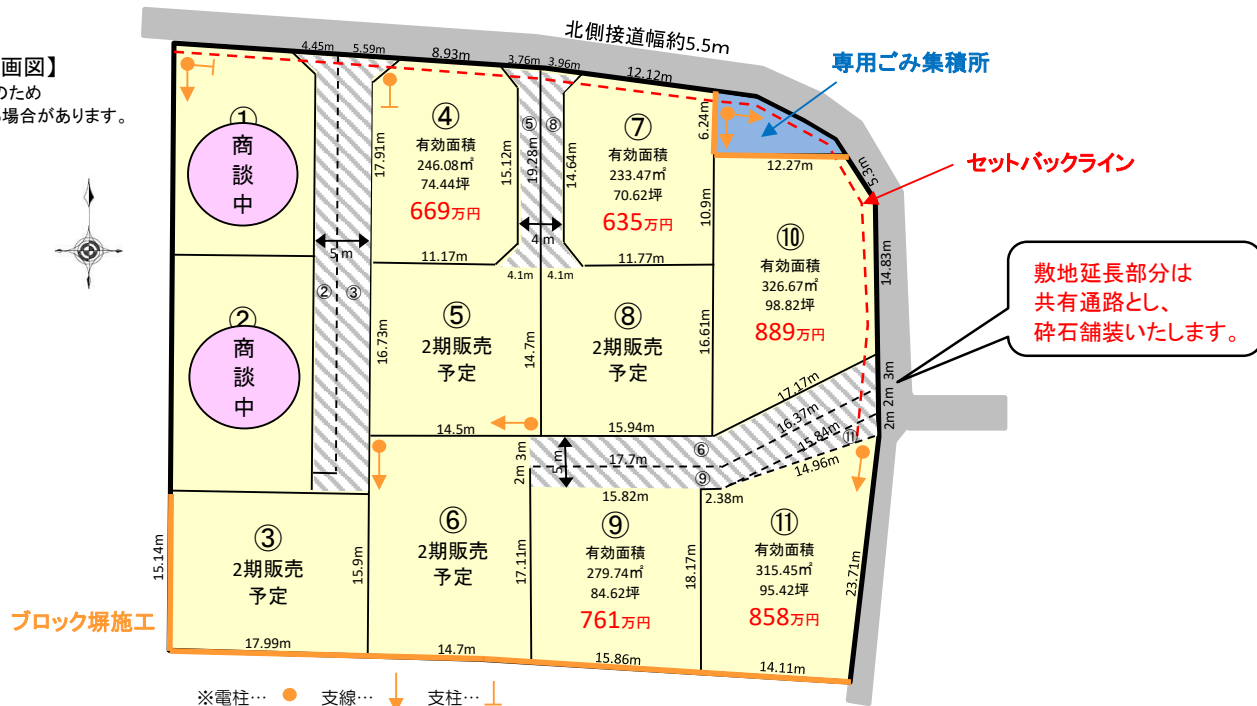 北側接道幅約5.5m
画図】
のため
場合があります。
専用ごみ集積所
セットバックライン
敷地延長部分は
共有通路とし、
砕石舗装いたします。
4.45m
5.59m
8.93m
3.76m
3.96m
12.12m
6.24m
12.27m
5.3m
14.83m
①
商
談
中
②
商
談
中
5m
②
③
17.91m
④
有効面積
246.08㎡
74.44坪
669万円
11.17m
15.12m
⑤
19.28m
⑧
14.64m
4m
4.1m
4.1m
⑦
有効面積
233.47㎡
70.62坪
635万円
11.77m
10.9m
⑩
有効面積
326.67㎡
98.82坪
889万円
16.73m
⑤
2期販売
予定
14.7m
14.5m
⑧
2期販売
予定
16.61m
15.94m
17.17m
16.37m
15.84m
14.96m
3m
2m
2m
⑪
⑥
17.7m
⑨
5m
3m
2m
15.82m
2.38m
③
2期販売
予定
15.14m
15.9m
17.99m
⑥
2期販売
予定
17.11m
14.7m
⑨
有効面積
279.74㎡
84.62坪
761万円
18.17m
15.86m
⑪
有効面積
315.45㎡
95.42坪
858万円
23.71m
14.11m
ブロック塀施工
※電柱… 支線… 支柱…